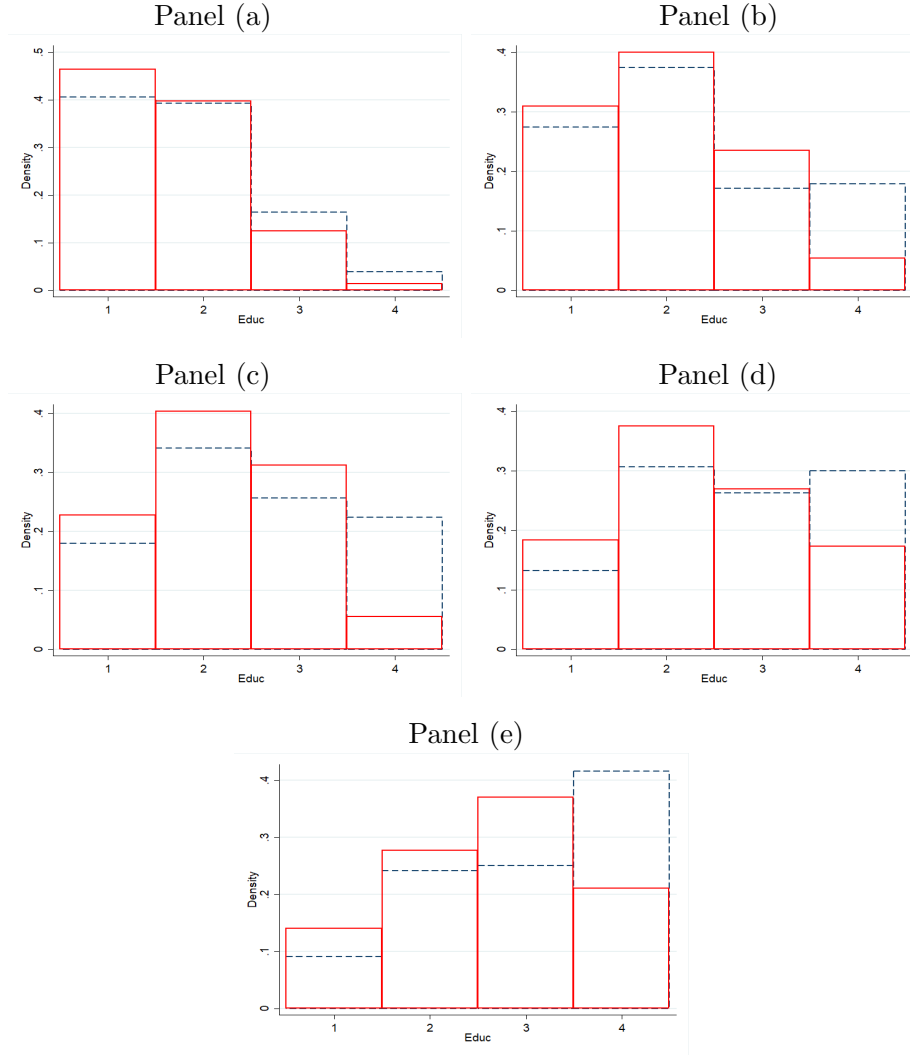 Panel (a)
Density
.5
.4
.3
.2
.1
0
1 2 3 4
Educ
Panel (b)
Density
.4
.3
.2
.1
0
1 2 3 4
Educ
Panel (c)
Density
.4
.3
.2
.1
0
1 2 3 4
Educ
Panel (d)
Density
.4
.3
.2
.1
0
1 2 3 4
Educ
Panel (e)
Density
.4
.3
.2
.1
0
1 2 3 4
Educ